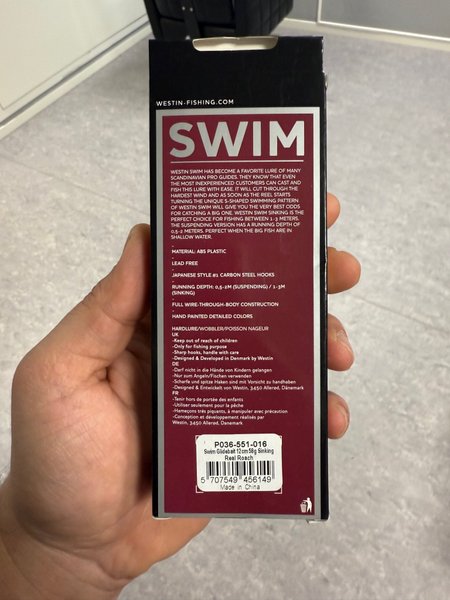 WESTIN-FISHING.COM
SWIM
WESTIN SWIM HAS BECOME A FAVORITE LURE OF MANY
SCANDINAVIAN PRO GUIDES. THEY KNOW THAT EVEN
THE MOST INEXPERIENCED CUSTOMERS CAN CAST AND
FISH THIS LURE WITH EASE. IT WILL CUT THROUGH THE
HARDEST WIND AND AS SOON AS THE REEL STARTS
TURNING THE UNIQUE S-SHAPED SWIMMING PATTERN
OF WESTIN SWIM WILL GIVE YOU THE VERY BEST ODDS
FOR CATCHING A BIG ONE. WESTIN SWIM SINKING IS THE
PERFECT CHOICE FOR FISHING BETWEEN 1-3 METERS.
THE SUSPENDING VERSION HAS A RUNNING DEPTH OF
0,5-2 METERS. PERFECT WHEN THE BIG FISH ARE IN
SHALLOW WATER.
-
MATERIAL: ABS PLASTIC
-
LEAD FREE
-
JAPANESE STYLE #1 CARBON STEEL HOOKS
-
RUNNING DEPTH: 0,5-2M (SUSPENDING) / 1-3M
(SINKING)
-
FULL WIRE-THROUGH-BODY CONSTRUCTION
-
HAND PAINTED DETAILED COLORS
-
HARDLURE/WOBBLER/POISSON NAGEUR
UK
-Keep out of reach of children
-Only for fishing purpose
-Sharp hooks, handle with care
-Designed & Developed in Denmark by Westin
DE
-Darf nicht in die Hände von Kindern gelangen
-Nur zum Angeln/Fischen verwenden
-Scharfe und spitze Haken sind mit Vorsicht zu handhaben
-Designed & Entwickelt von Westin, 3450 Allerød, Danemark
FR
-Tenir hors de portée des enfants
-Utiliser seulement pour la pêche
-Hameçons très piquants, à manipuler avec précaution
-Conception et développement réalisés par
Westin, 3450 Allerød, Danemark
P036-551-016
Swim Glidebait 12cm 58g Sinking
Real Roach
5 707549 456149
Made in China